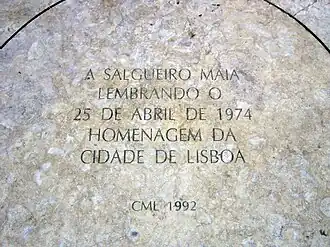 A SALGUEIRO MAIA
LEMBRANDO O
25 DE ABRIL DE 1974
HOMENAGEM DA
CIDADE DE LISBOA
CML 1992